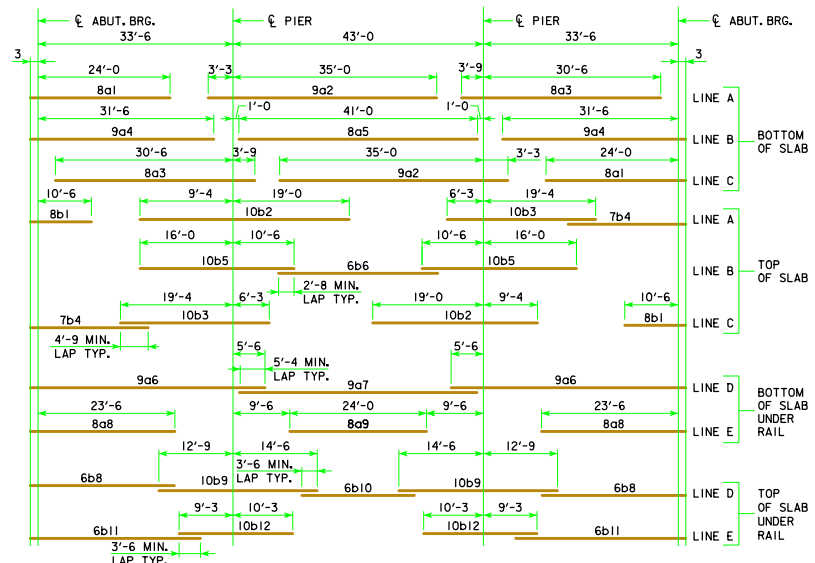 ℄ ABUT. BRG. ℄ PIER ℄ PIER ℄ ABUT. BRG.
33'-6 43'-0 33'-6
3 3
24'-0 3'-3 35'-0 3'-9 30'-6
8a1 9a2 8a3 LINE A
31'-6 1'-0 41'-0 1'-0 31'-6
9a4 8a5 9a4 LINE B
BOTTOM
OF SLAB
30'-6 3'-9 35'-0 3'-3 24'-0
8a3 9a2 8a1 LINE C
10'-6 9'-4 19'-0 6'-3 19'-4
8b1 10b2 10b3 7b4 LINE A
16'-0 10'-6 10'-6 16'-0
10b5 6b6 10b5 LINE B
TOP
OF SLAB
2'-8 MIN.
LAP TYP.
19'-4 6'-3 19'-0 9'-4 10'-6
7b4 10b3 10b2 8b1 LINE C
4'-9 MIN.
LAP TYP.
5'-6 5'-6
5'-4 MIN.
LAP TYP.
9a6 9a7 9a6 LINE D
BOTTOM
OF SLAB
UNDER
RAIL
23'-6 9'-6 24'-0 9'-6 23'-6
8a8 8a9 8a8 LINE E
12'-9 14'-6 14'-6 12'-9
3'-6 MIN.
LAP TYP.
6b8 10b9 6b10 10b9 6b8 LINE D
TOP
OF SLAB
UNDER
RAIL
9'-3 10'-3 10'-3 9'-3
6b11 10b12 10b12 6b11 LINE E
3'-6 MIN.
LAP TYP.